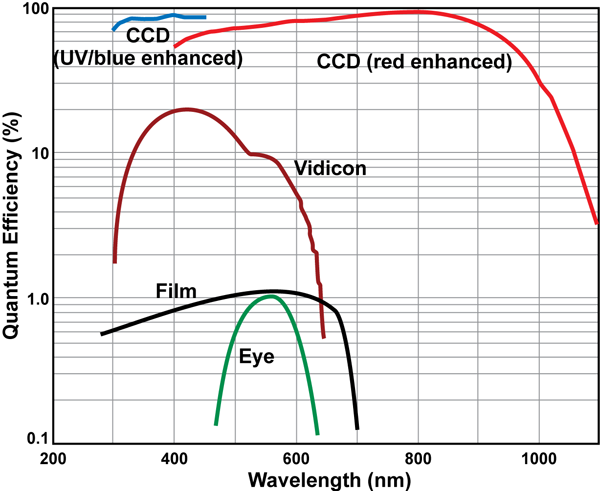 100
CCD
(UV/blue enhanced)
CCD (red enhanced)
10
Vidicon
Film
1.0
Eye
0.1
200
400
600
800
1000
Wavelength (nm)
Quantum Efficiency (%)